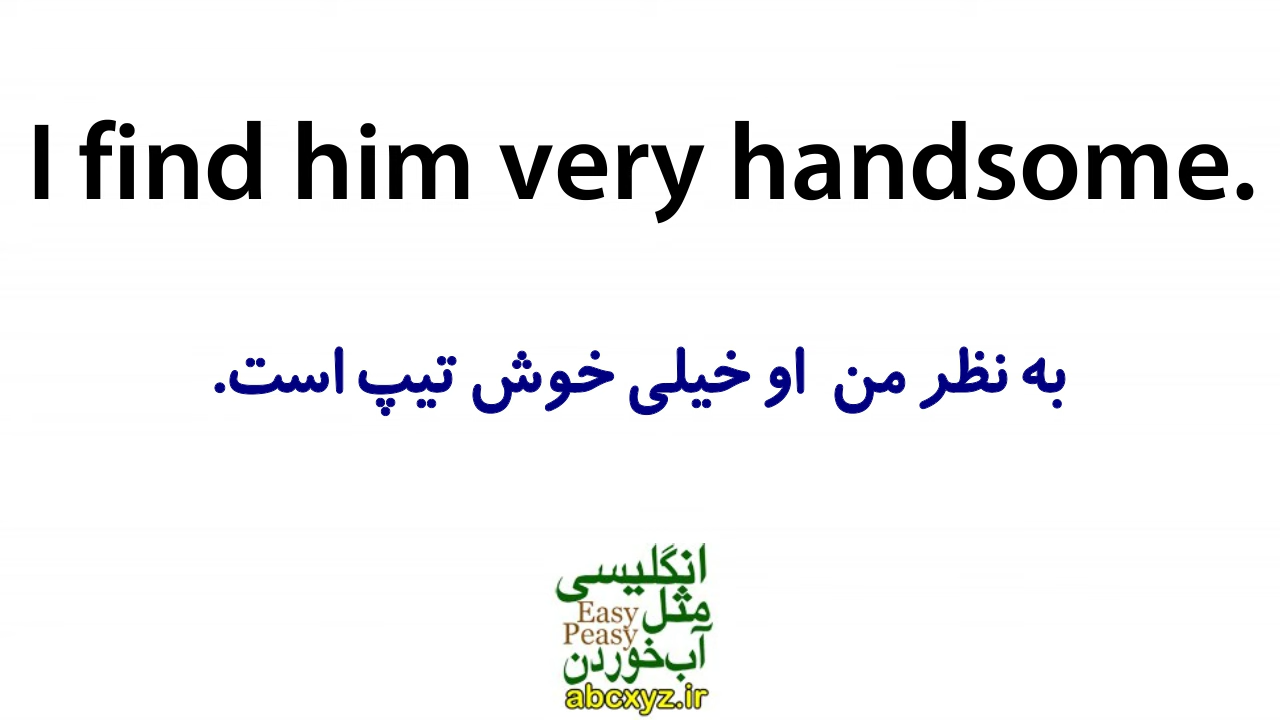 I find him very handsome.
به نظر من او خیلی خوش تیپ است.
انگلیسی
مثل
Easy
Peasy
آب خوردن
abcxyz.ir